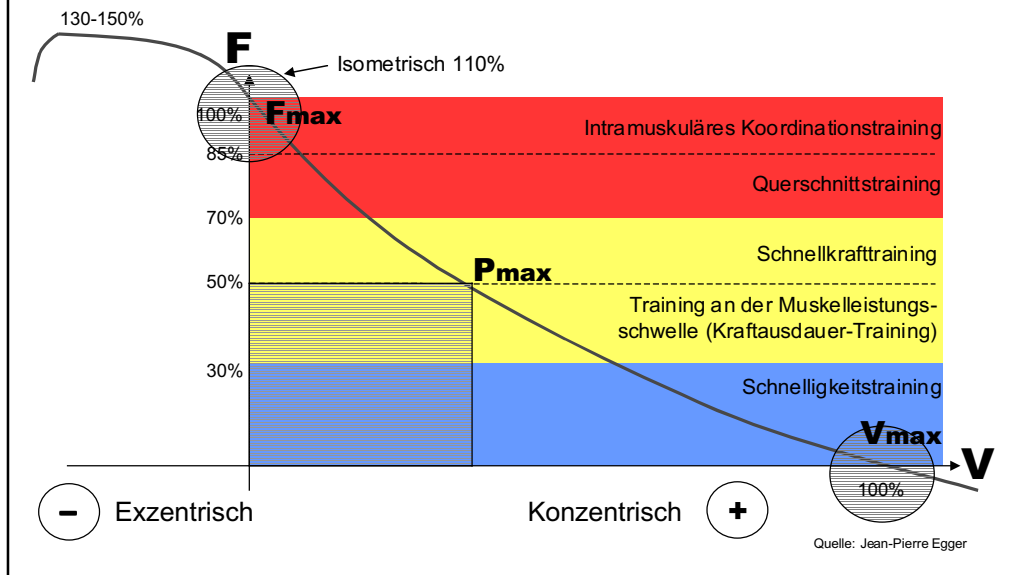 130-150%
F
Isometrisch 110%
100%
Fmax
Intramuskuläres Koordinationstraining
85%
Querschnittstraining
70%
Schnellkrafttraining
50%
Pmax
Training an der Muskelleistungs-
schwelle (Kraftausdauer-Training)
30%
Schnelligkeitstraining
Vmax
V
100%
- Exzentrisch
Konzentrisch +
Quelle: Jean-Pierre Egger